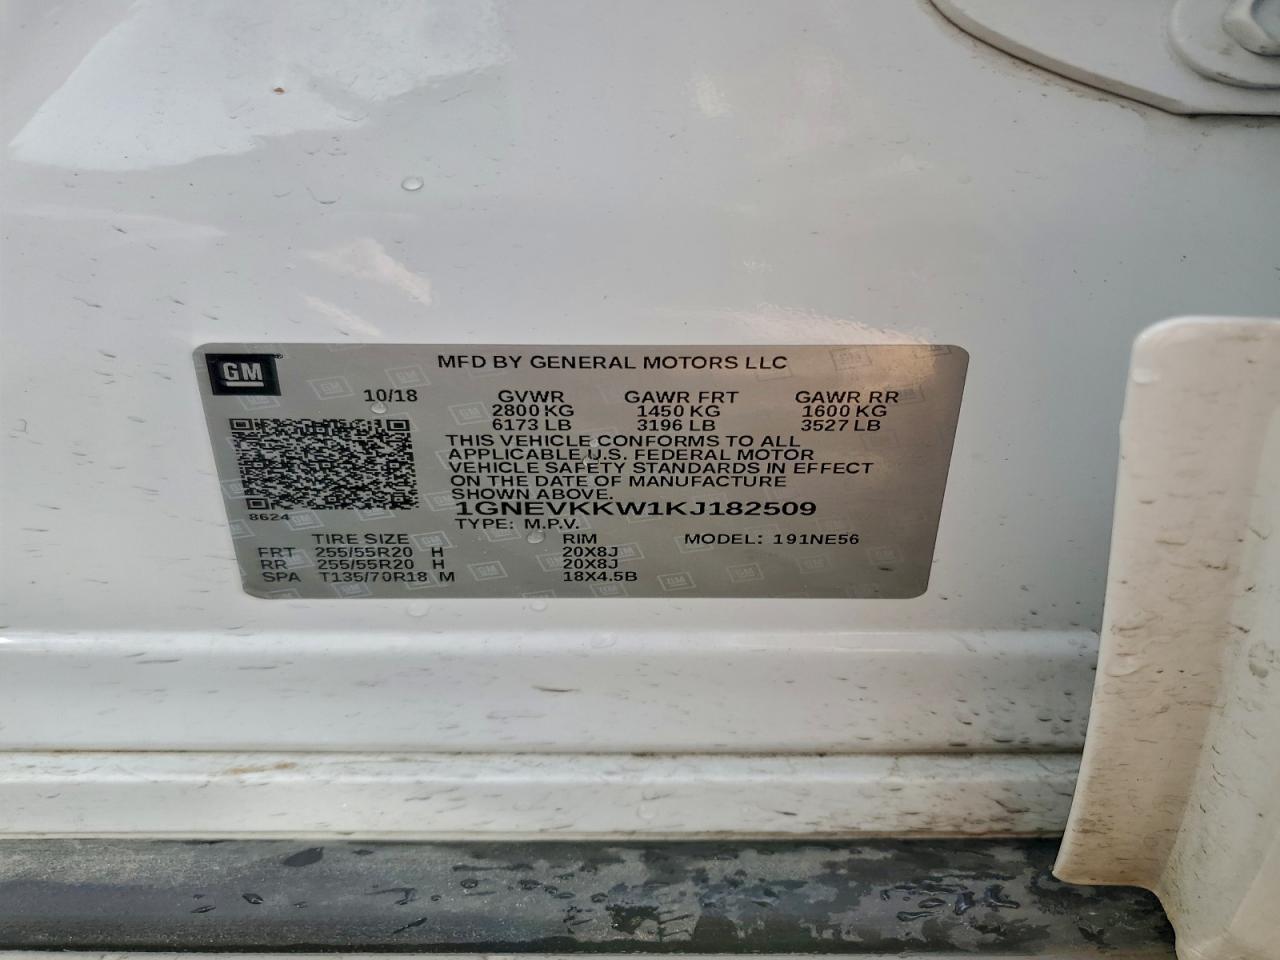 GM
MFD BY GENERAL MOTORS LLC
10/18 GVWR GAWR FRT GAWR RR
2800 KG 1450 KG 1600 KG
6173 LB 3196 LB 3527 LB
THIS VEHICLE CONFORMS TO ALL
APPLICABLE U.S. FEDERAL MOTOR
VEHICLE SAFETY STANDARDS IN EFFECT
ON THE DATE OF MANUFACTURE
SHOWN ABOVE.
1GNEVKKW1KJ182509
8624
TYPE: M.P.V.
TIRE SIZE RIM MODEL: 191NE56
FRT 255/55R20 H 20X8J
RR 255/55R20 H 20X8J
SPA T135/70R18 M 18X4.5B